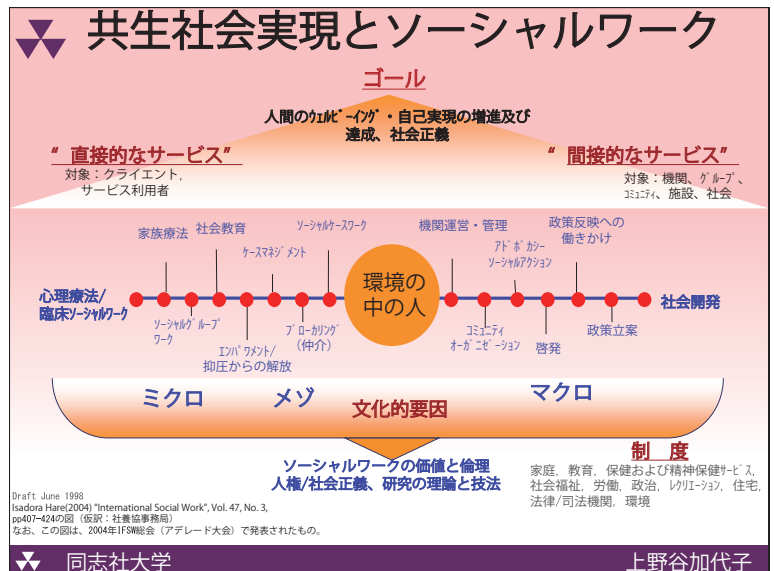 共生社会実現とソーシャルワーク
ゴール
人間のｳｪﾙﾋﾞｰｲﾝｸﾞ・自己実現の増進及び
達成、社会正義
“ 直接的なサービス”
対象：クライエント,
サービス利用者
“ 間接的なサービス”
対象：機関、ｸﾞﾙｰﾌﾟ、
ｺﾐｭﾆﾃｨ、施設、社会
家族療法
社会教育
ｿｰｼｬﾙｹｰｽﾜｰｸ
ｹｰｽﾏﾈｼﾞﾒﾝﾄ
機関運営・管理
ｱﾄﾞﾎﾞｶｼｰ
ｿｰｼｬﾙｱｸｼｮﾝ
政策反映への
働きかけ
心理療法/
臨床ｿｰｼｬﾙﾜｰｸ
環境の
中の人
社会開発
ｿｰｼｬﾙｸﾞﾙｰﾌﾟ
ﾜｰｸ
ｴﾝﾊﾟﾜﾒﾝﾄ/
抑圧からの解放
ﾌﾞﾛｰｶﾘﾝｸﾞ
（仲介）
ｺﾐｭﾆﾃｨ
ｵｰｶﾞﾆｾﾞｰｼｮﾝ
啓発
政策立案
ミクロ
メゾ
マクロ
文化的要因
ソーシャルワークの価値と倫理
人権/社会正義、研究の理論と技法
制　度
家庭, 教育, 保健および精神保健ｻｰﾋﾞｽ,
社会福祉, 労働, 政治, ﾚｸﾘｴｰｼｮﾝ, 住宅,
法律/司法機関, 環境
Draft June 1998
Isadora Hare(2004) “International Social Work”, Vol. 47, No. 3,
pp407-424の図（仮訳：社養協事務局）
なお、この図は、2004年IFSW総会（アデレード大会）で発表されたもの。
同志社大学
上野谷加代子